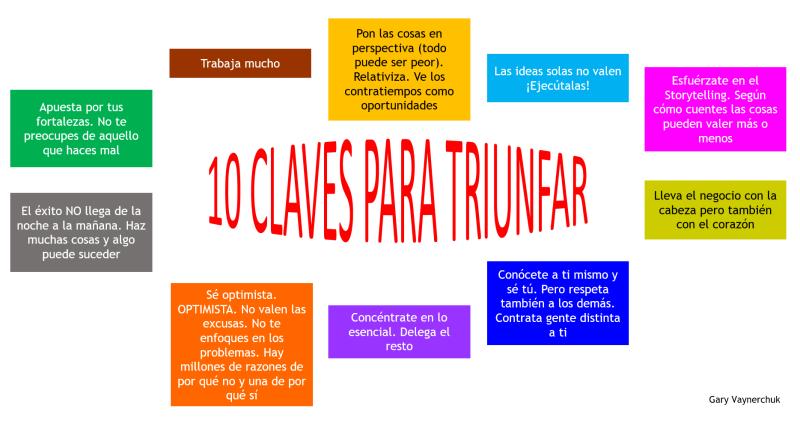 Pon las cosas en
perspectiva (todo
puede ser peor).
Relativiza. Ve los
contratiempos como
oportunidades
Trabaja mucho
Las ideas solas no valen
¡Ejecútalas!
Esfuérzate en el
Storytelling. Según
cómo cuentes las cosas
pueden valer más o
menos
Apuesta por tus
fortalezas. No te
preocupes de aquello
que haces mal
10 CLAVES PARA TRIUNFAR
Lleva el negocio con la
cabeza pero también
con el corazón
El éxito NO llega de la
noche a la mañana. Haz
muchas cosas y algo
puede suceder
Conócete a ti mismo y
sé tú. Pero respeta
también a los demás.
Contrata gente distinta
a ti
Sé optimista.
OPTIMISTA. No valen las
excusas. No te
enfoques en los
problemas. Hay
millones de razones de
por qué no y una de por
qué sí
Concéntrate en lo
esencial. Delega el
resto
Gary Vaynerchuk